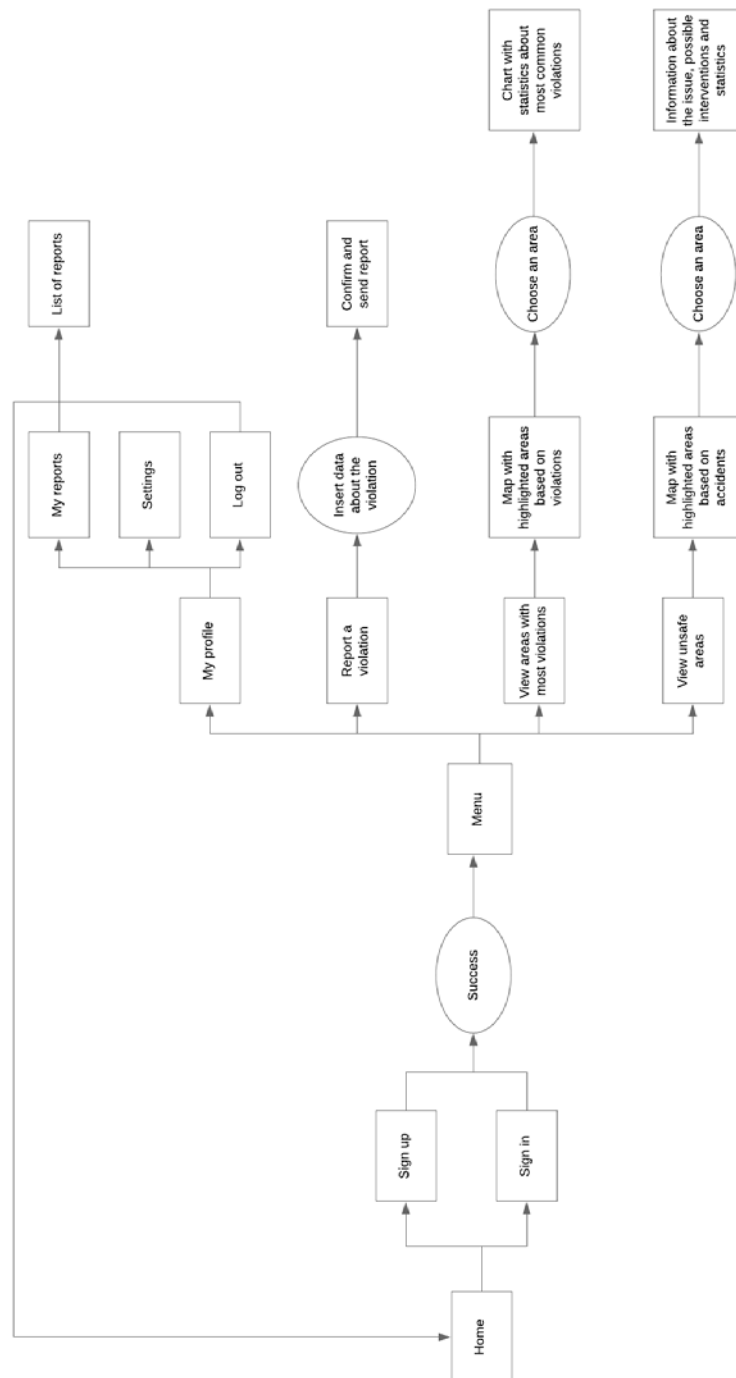 Home
Sign up
Sign in
Success
Menu
My profile
Report a
violation
View areas with
most violations
View unsafe
areas
My reports
Settings
Log out
Insert data
about the
violation
Map with
highlighted areas
based on
violations
Map with
highlighted areas
based on
accidents
List of reports
Confirm and
send report
Choose an area
Choose an area
Chart with
statistics about
most common
violations
Information about
the issue, possible
interventions and
statistics